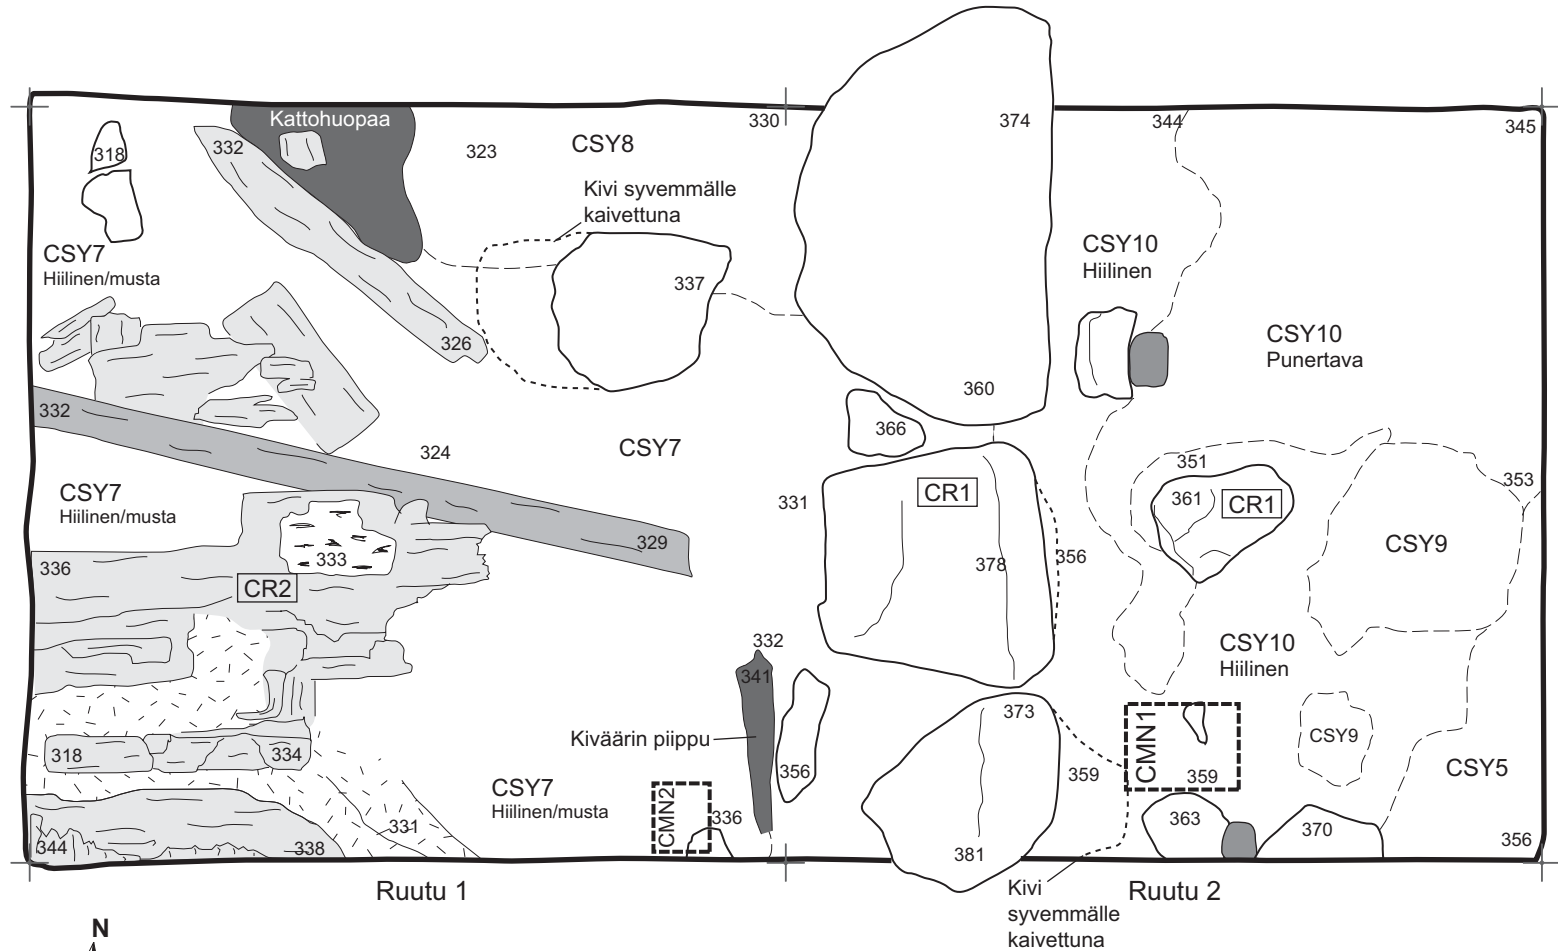 Kattohuopaa
330
374
344
345
318
332
323
CSY8
Kivi syvemmälle
kaivettuna
CSY7
Hiilinen/musta
337
CSY10
Hiilinen
326
CSY10
Punertava
332
360
366
324
CSY7
351
353
CSY7
Hiilinen/musta
331
CR1
361
CR1
329
333
378
356
CSY9
336
CR2
332
341
CSY10
Hiilinen
373
CMN1
318
334
Kiväärin piippu
356
359
359
CSY9
CSY5
CSY7
Hiilinen/musta
CMN2
336
331
363
370
344
338
381
356
Ruutu 1
Kivi
syvemmälle
kaivettuna
Ruutu 2
N